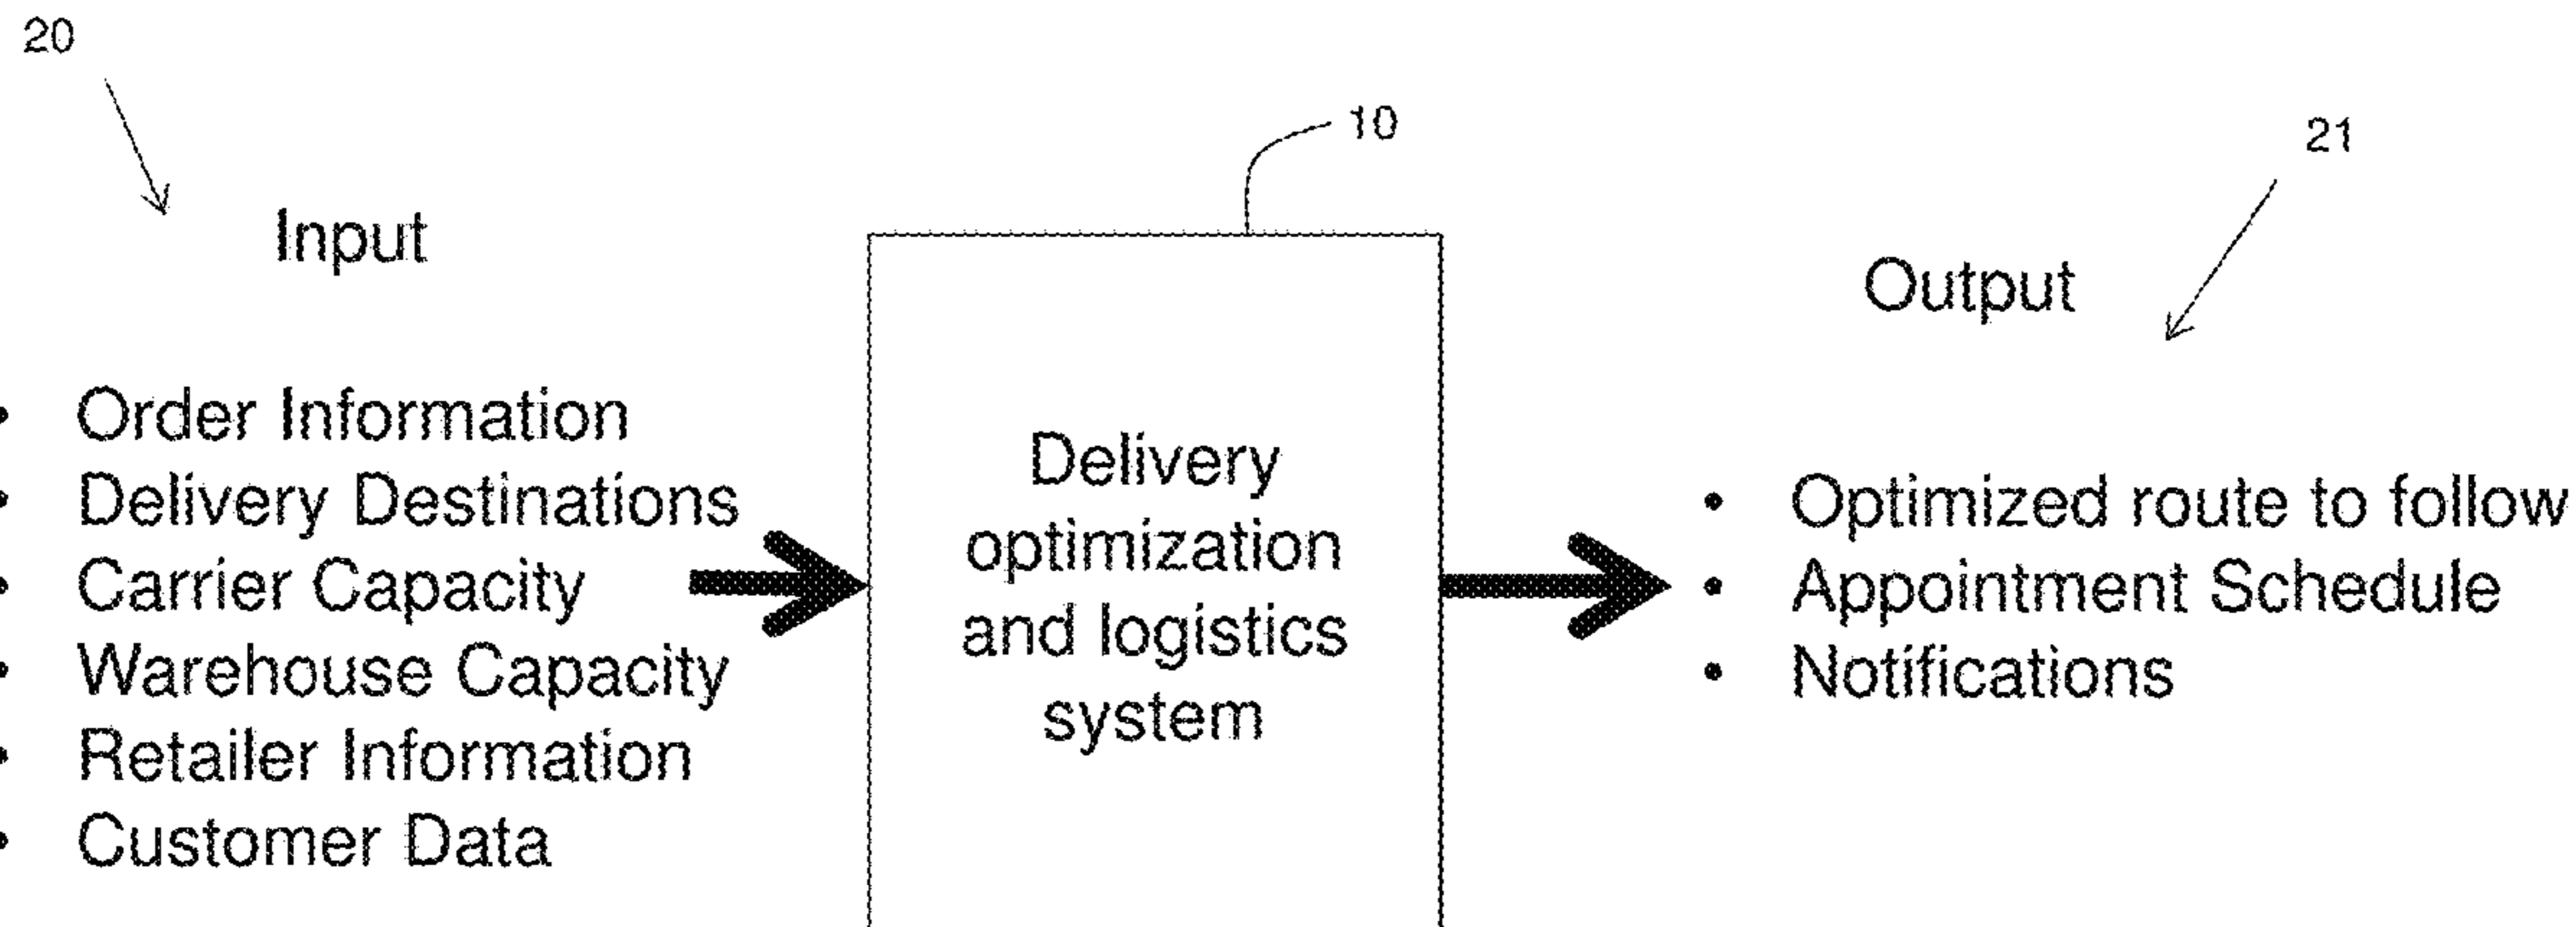 20
10
21
Input
Output
• Order Information
• Delivery Destinations
• Carrier Capacity
• Warehouse Capacity
• Retailer Information
• Customer Data
Delivery
optimization
and logistics
system
• Optimized route to follow
• Appointment Schedule
• Notifications